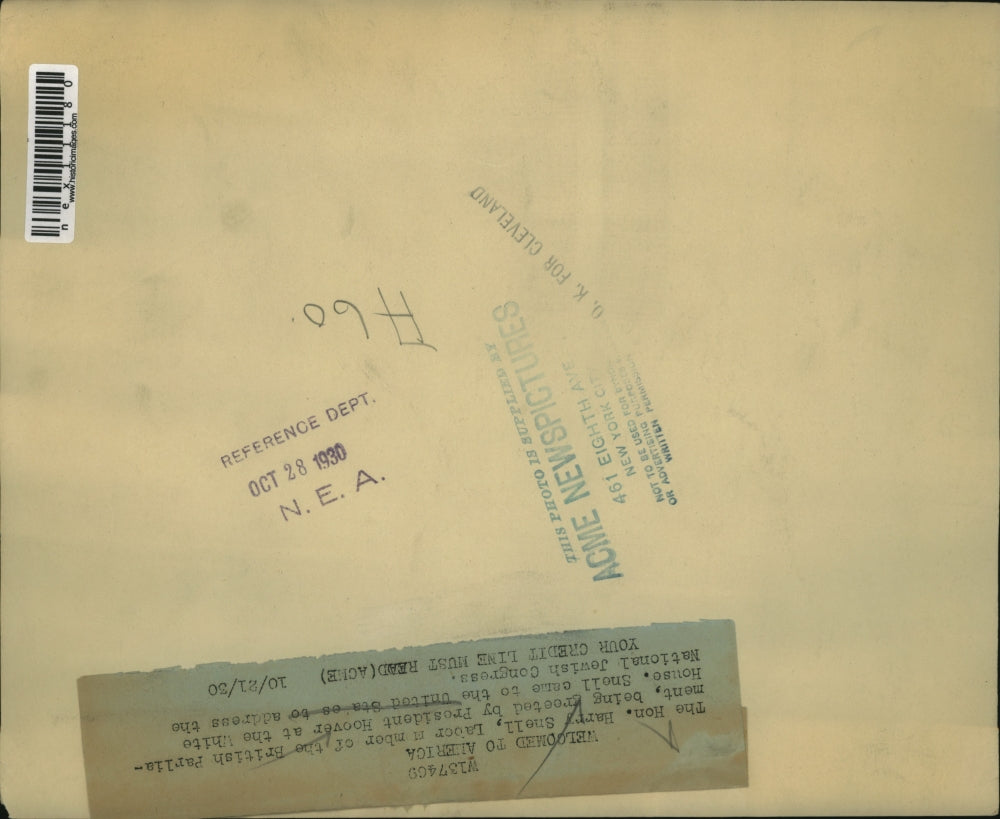 nex1111180
www.historicimages.com
O. K. FOR CLEVELAND
#60.
THIS PHOTO IS SUPPLIED BY
ACME NEWSPICTURES
461 EIGHTH AVE
NEW YORK CITY
NOT TO BE USED FOR
OR ADVERTISING PURPOSES
WRITTEN PERMISSION
REFERENCE DEPT.
OCT 28 1930
N. E. A.
WELCOMED TO AMERICA
The Hon. Harry Snell, Labor M mber of the British Parlia-
ment, being greeted by President Hoover at the White
House. Snell came to the United Sta es to address the
National Jewish Congress.
YOUR CREDIT LINE MUST READ(ACME) 10/21/30